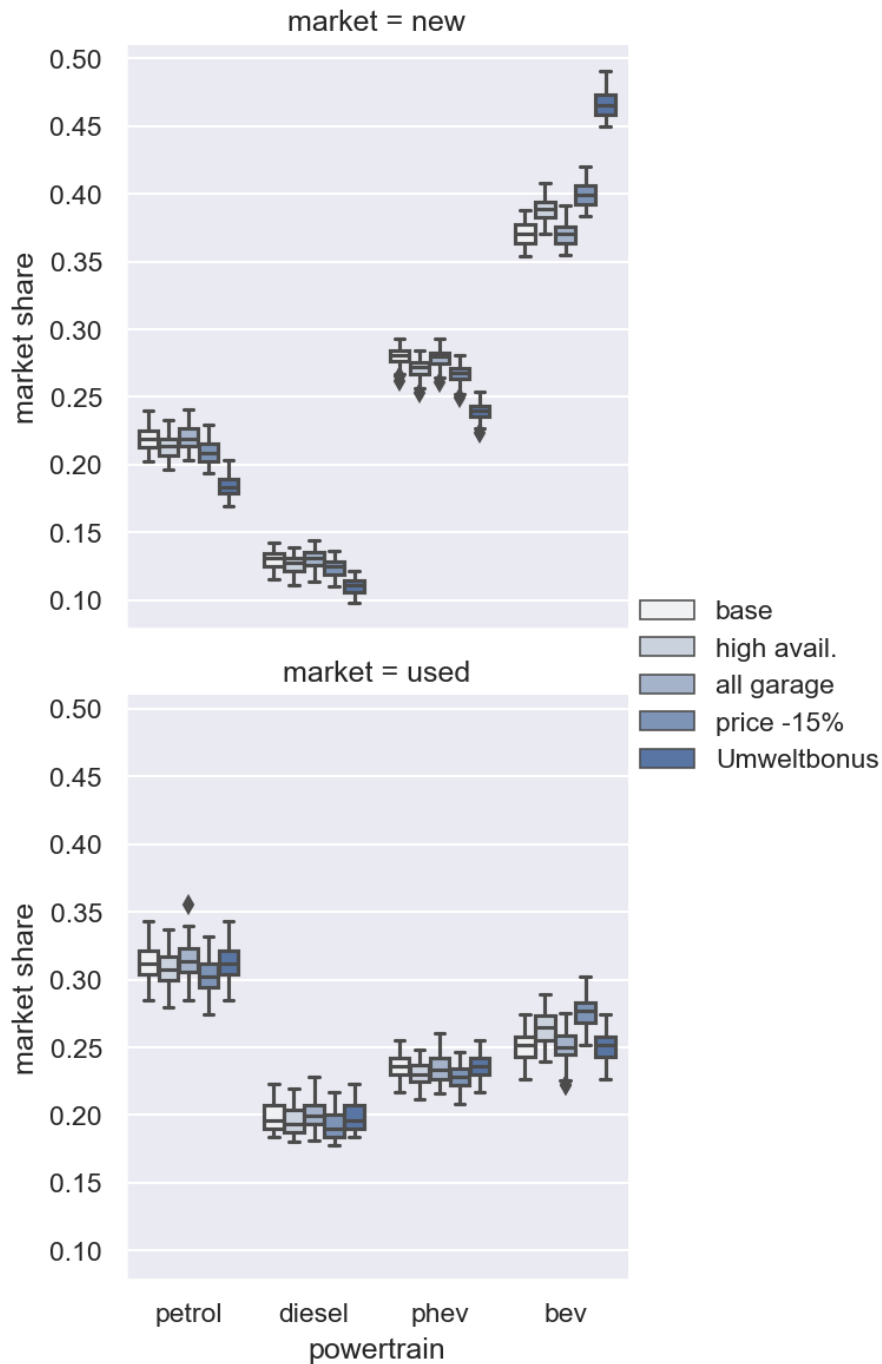 market = new
0.50
0.45
0.40
0.35
0.30
0.25
0.20
0.15
0.10
market share
base
high avail.
all garage
price -15%
Umweltbonus
market = used
0.50
0.45
0.40
0.35
0.30
0.25
0.20
0.15
0.10
market share
petrol diesel phev bev
powertrain